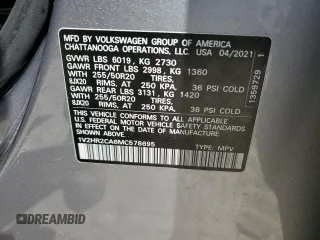 MFD BY: VOLKSWAGEN GROUP OF AMERICA
CHATTANOOGA OPERATIONS, LLC. USA 04/2021
GVWR LBS 6019, KG 2730
GAWR FRONT LBS 2998, KG 1360
WITH 255/50R20 TIRES,
8JX20 RIMS, AT 250 KPA/ 36 PSI COLD
GAWR REAR LBS 3131, KG 1420
WITH 255/50R20 TIRES,
8JX20 RIMS, AT 250 KPA/ 36 PSI COLD
THIS VEHICLE CONFORMS TO ALL APPLICABLE
U.S.A. FEDERAL MOTOR VEHICLE SAFETY
STANDARDS IN EFFECT ON THE DATE OF
MANUFACTURE SHOWN ABOVE.
1V2HR2CA6MC578695 TYPE: MPV
1359729
DREAMBID